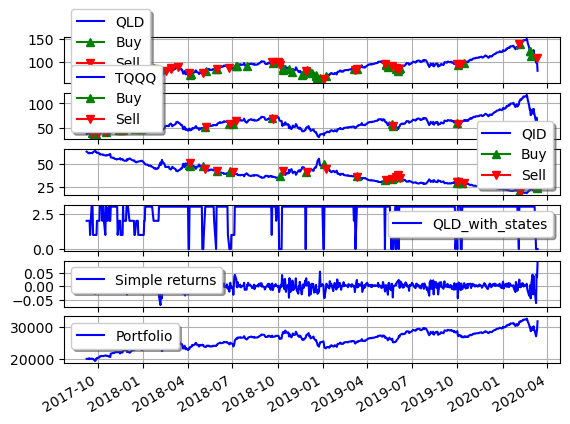 QLD
Buy
Sell
150
100
TQQQ
Buy
Sell
100
50
QID
Buy
Sell
50
25
QLD_with_states
2.5
0.0
Simple returns
0.05
0.00
−0.05
Portfolio
30000
20000
2017-10
2018-01
2018-04
2018-07
2018-10
2019-01
2019-04
2019-07
2019-10
2020-01
2020-04